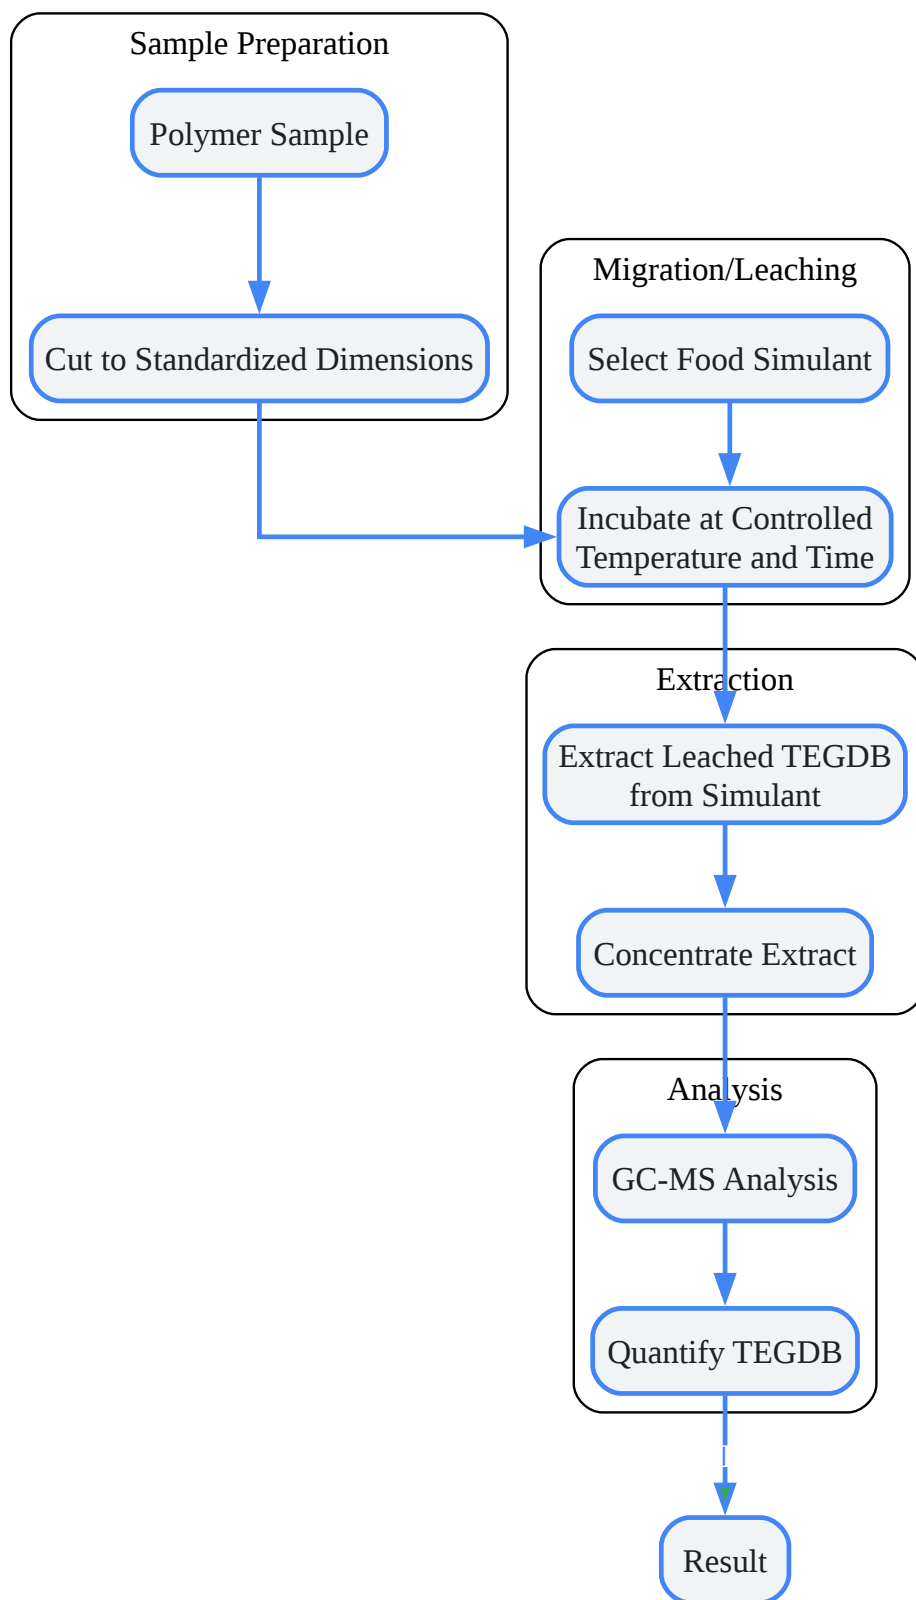 Sample Preparation
Polymer Sample
Cut to Standardized Dimensions
Migration/Leaching
Select Food Simulant
Incubate at Controlled
Temperature and Time
Extraction
Extract Leached TEGDB
from Simulant
Concentrate Extract
Analysis
GC-MS Analysis
Quantify TEGDB
Result